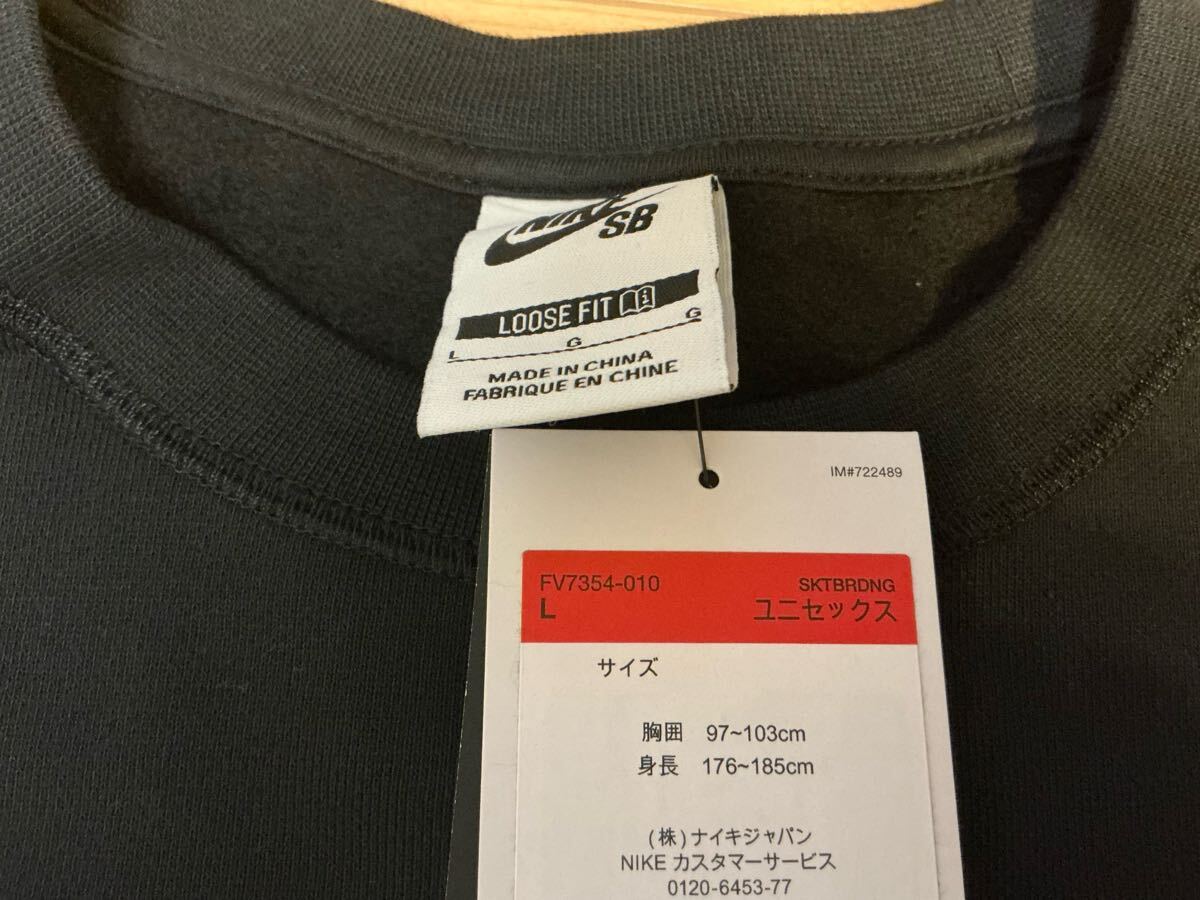 NIKE
SB
LOOSE FIT
L G G
MADE IN CHINA
FABRIQUE EN CHINE
IM#722489
FV7354-010 SKTBRDNG
L ユニセックス
サイズ
胸囲 97~103cm
身長 176~185cm
(株)ナイキジャパン
NIKE カスタマーサービス
0120-6453-77